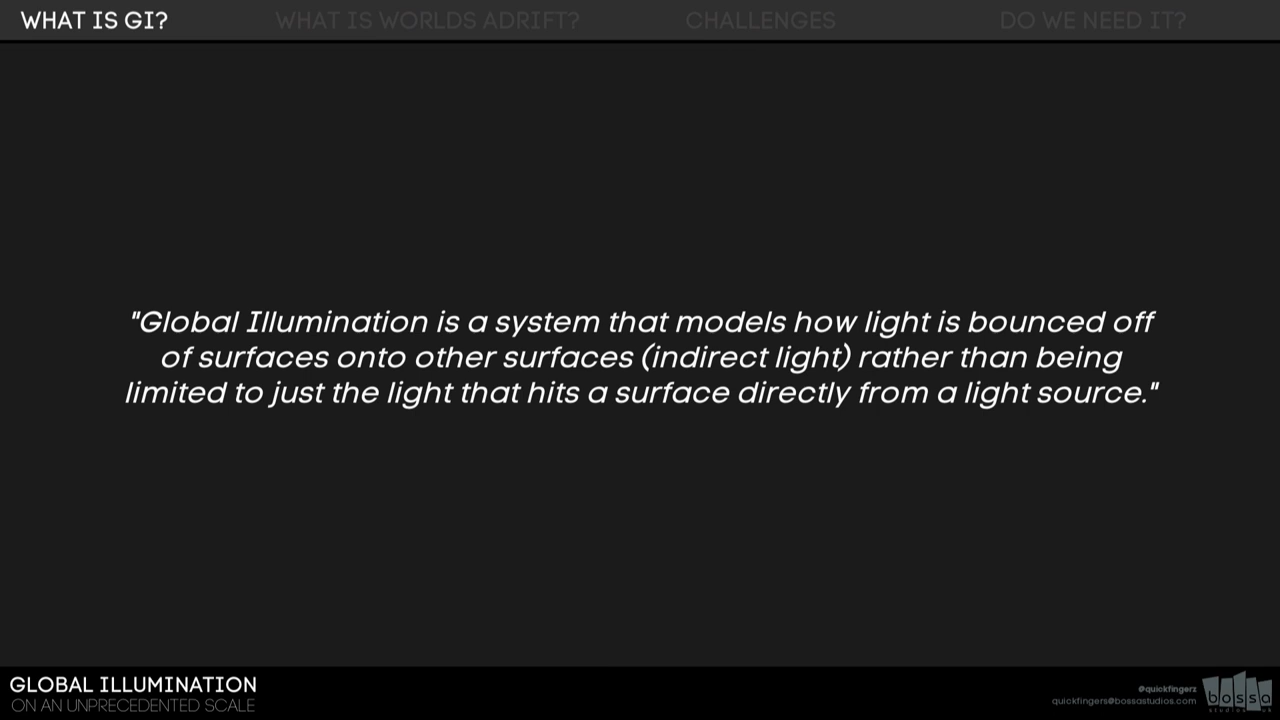 WHAT IS GI?
WHAT IS WORLDS ADRIFT?
CHALLENGES
DO WE NEED IT?
"Global Illumination is a system that models how light is bounced off
of surfaces onto other surfaces (indirect light) rather than being
limited to just the light that hits a surface directly from a light source."
GLOBAL ILLUMINATION
ON AN UNPRECEDENTED SCALE
@quickfingerz
quickfingers@bossastudios.com
bossa
studios uk